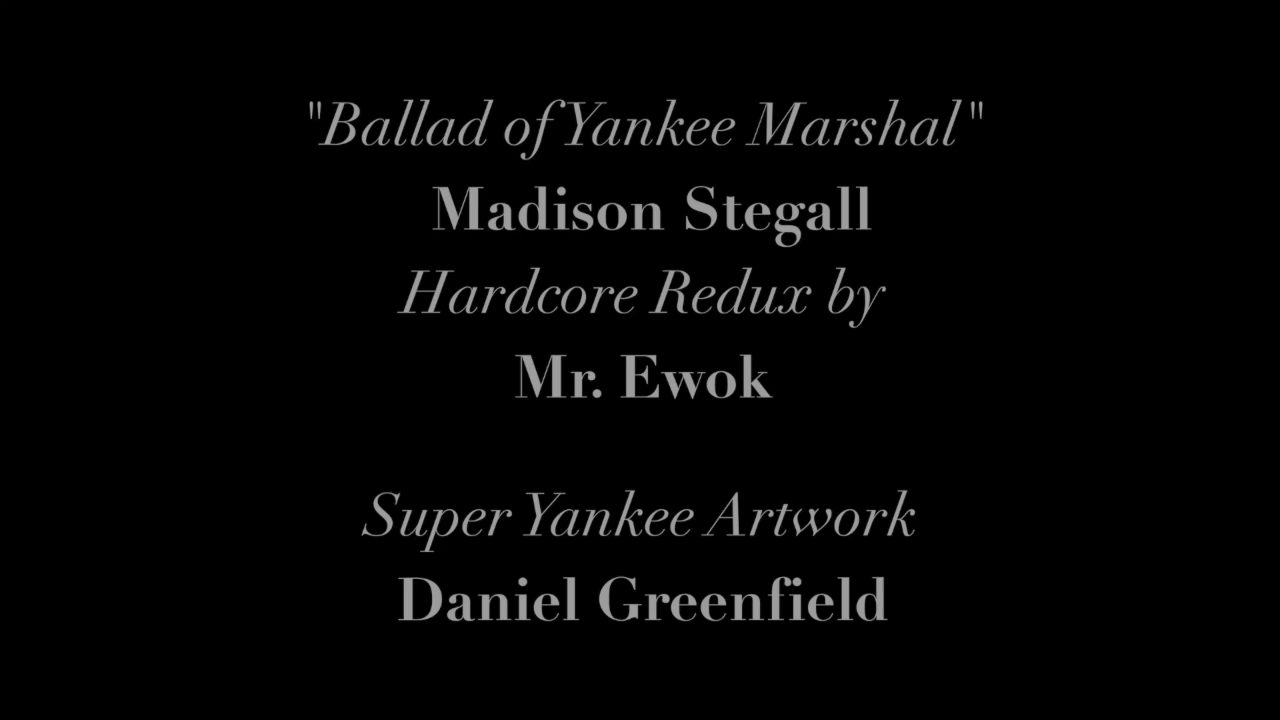 "Ballad of Yankee Marshal"
Madison Stegall
Hardcore Redux by
Mr. Ewok
Super Yankee Artwork
Daniel Greenfield